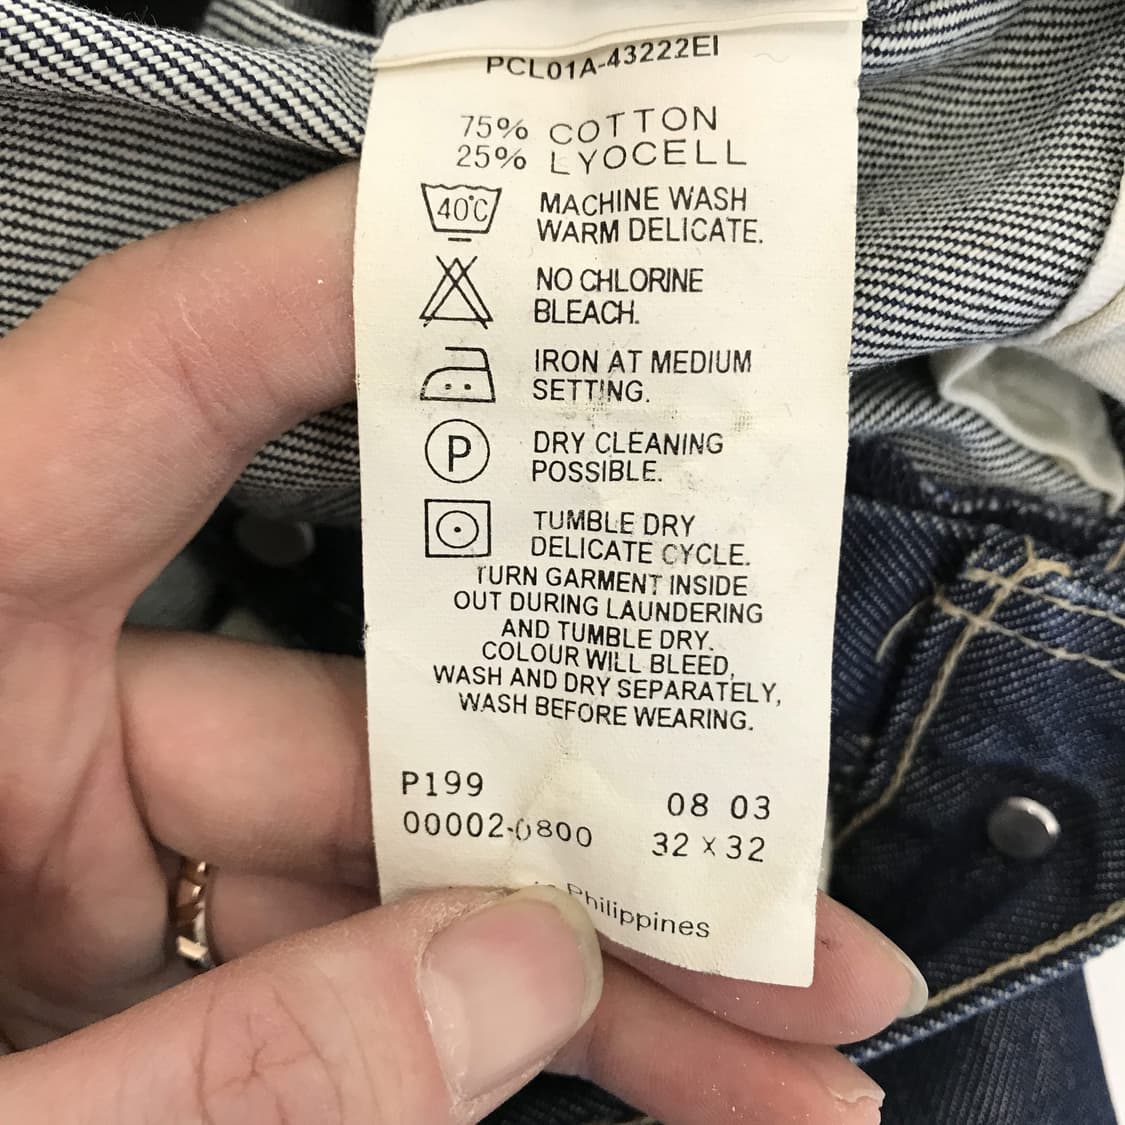 PCL01A-43222EI
75% COTTON
25% LYOCELL
40°C MACHINE WASH
WARM DELICATE.
NO CHLORINE
BLEACH.
IRON AT MEDIUM
SETTING.
P DRY CLEANING
POSSIBLE.
TUMBLE DRY
DELICATE CYCLE.
TURN GARMENT INSIDE
OUT DURING LAUNDERING
AND TUMBLE DRY.
COLOUR WILL BLEED,
WASH AND DRY SEPARATELY,
WASH BEFORE WEARING.
P199 08 03
00002-0800 32 x 32
Philippines